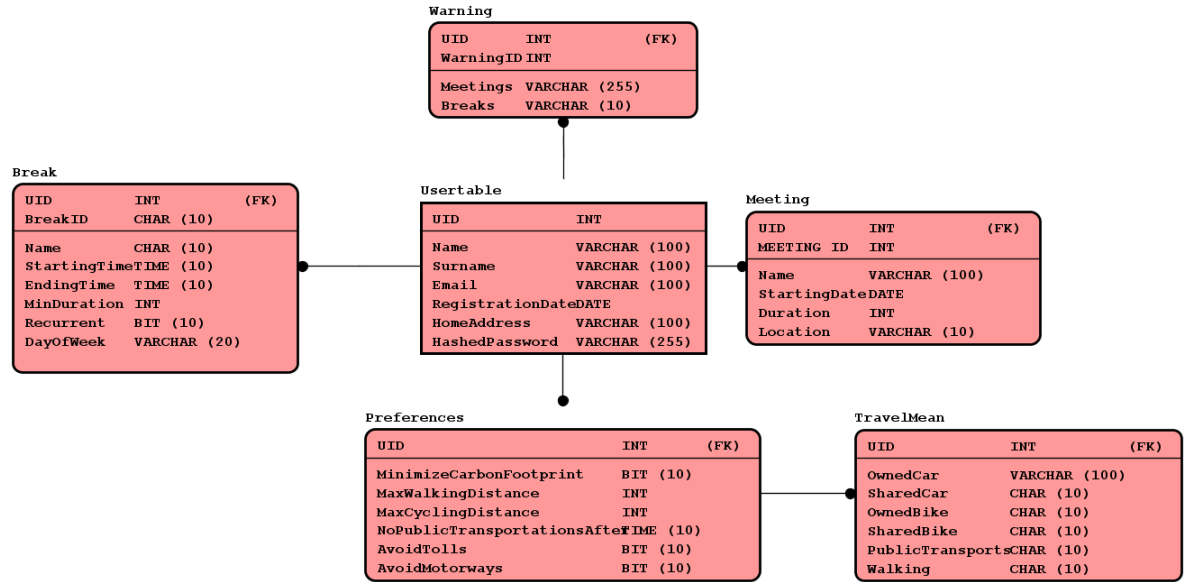 Warning
UID INT (FK)
WarningID INT
Meetings VARCHAR (255)
Breaks VARCHAR (10)
Break
UID INT (FK)
BreakID CHAR (10)
Name CHAR (10)
StartingTime TIME (10)
EndingTime TIME (10)
MinDuration INT
Recurrent BIT (10)
DayOfWeek VARCHAR (20)
Usertable
UID INT
Name VARCHAR (100)
Surname VARCHAR (100)
Email VARCHAR (100)
RegistrationDate DATE
HomeAddress VARCHAR (100)
HashedPassword VARCHAR (255)
Meeting
UID INT (FK)
MEETING ID INT
Name VARCHAR (100)
StartingDate DATE
Duration INT
Location VARCHAR (10)
Preferences
UID INT (FK)
MinimizeCarbonFootprint BIT (10)
MaxWalkingDistance INT
MaxCyclingDistance INT
NoPublicTransportationsAfter TIME (10)
AvoidTolls BIT (10)
AvoidMotorways BIT (10)
TravelMean
UID INT (FK)
OwnedCar VARCHAR (100)
SharedCar CHAR (10)
OwnedBike CHAR (10)
SharedBike CHAR (10)
PublicTransports CHAR (10)
Walking CHAR (10)